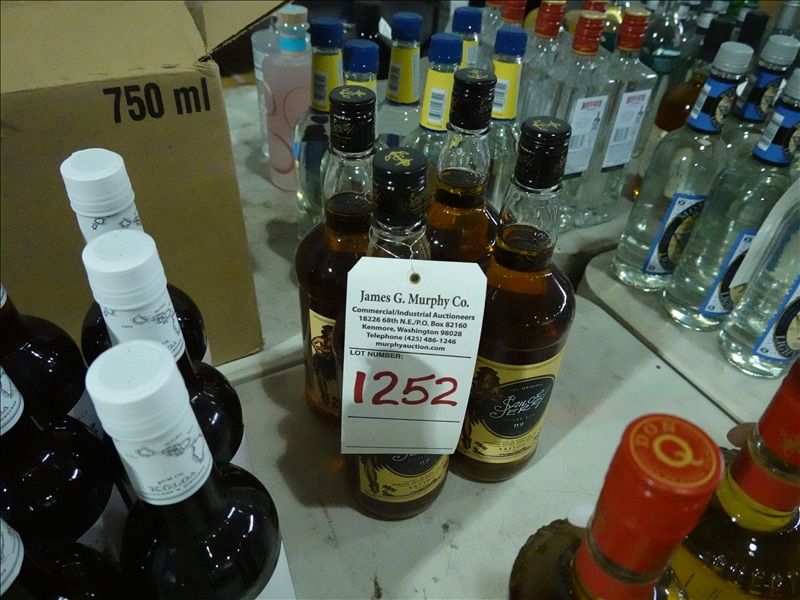 750 ml
James G. Murphy Co.
Commercial/Industrial Auctioneers
18226 68th N.E./P.O. Box 82160
Kenmore, Washington 98028
Telephone (425) 486-1246
murphyauction.com
LOT NUMBER:
1252
SAILOR
JERRY
DON
Q
KOLOA